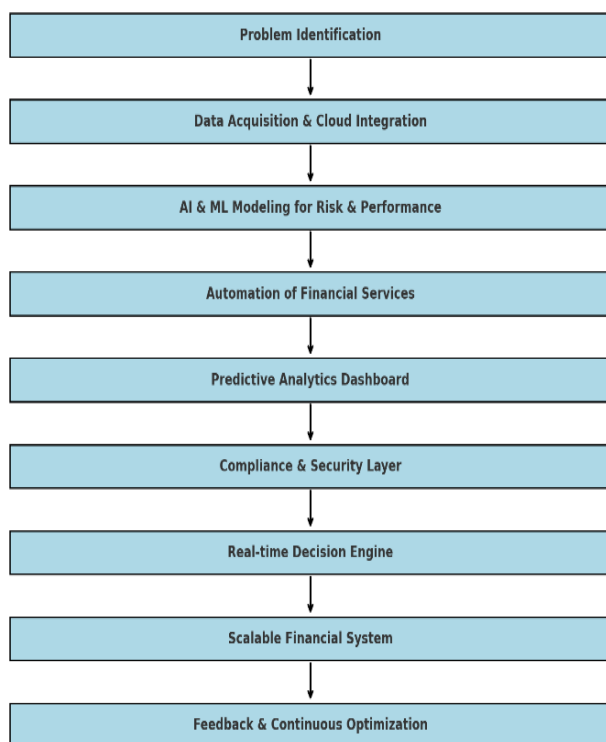 Problem Identification
Data Acquisition & Cloud Integration
AI & ML Modeling for Risk & Performance
Automation of Financial Services
Predictive Analytics Dashboard
Compliance & Security Layer
Real-time Decision Engine
Scalable Financial System
Feedback & Continuous Optimization